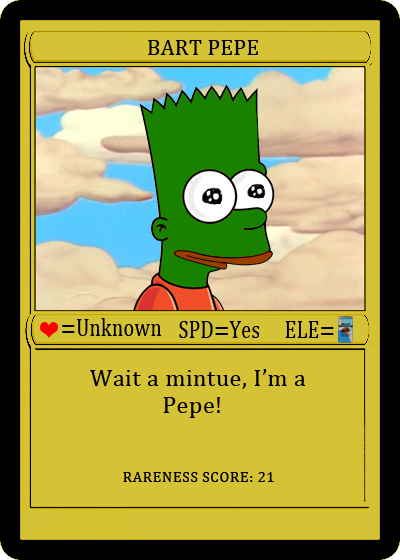 BART PEPE
=Unknown SPD=Yes ELE=
Wait a mintue, I’m a
Pepe!
RARENESS SCORE: 21